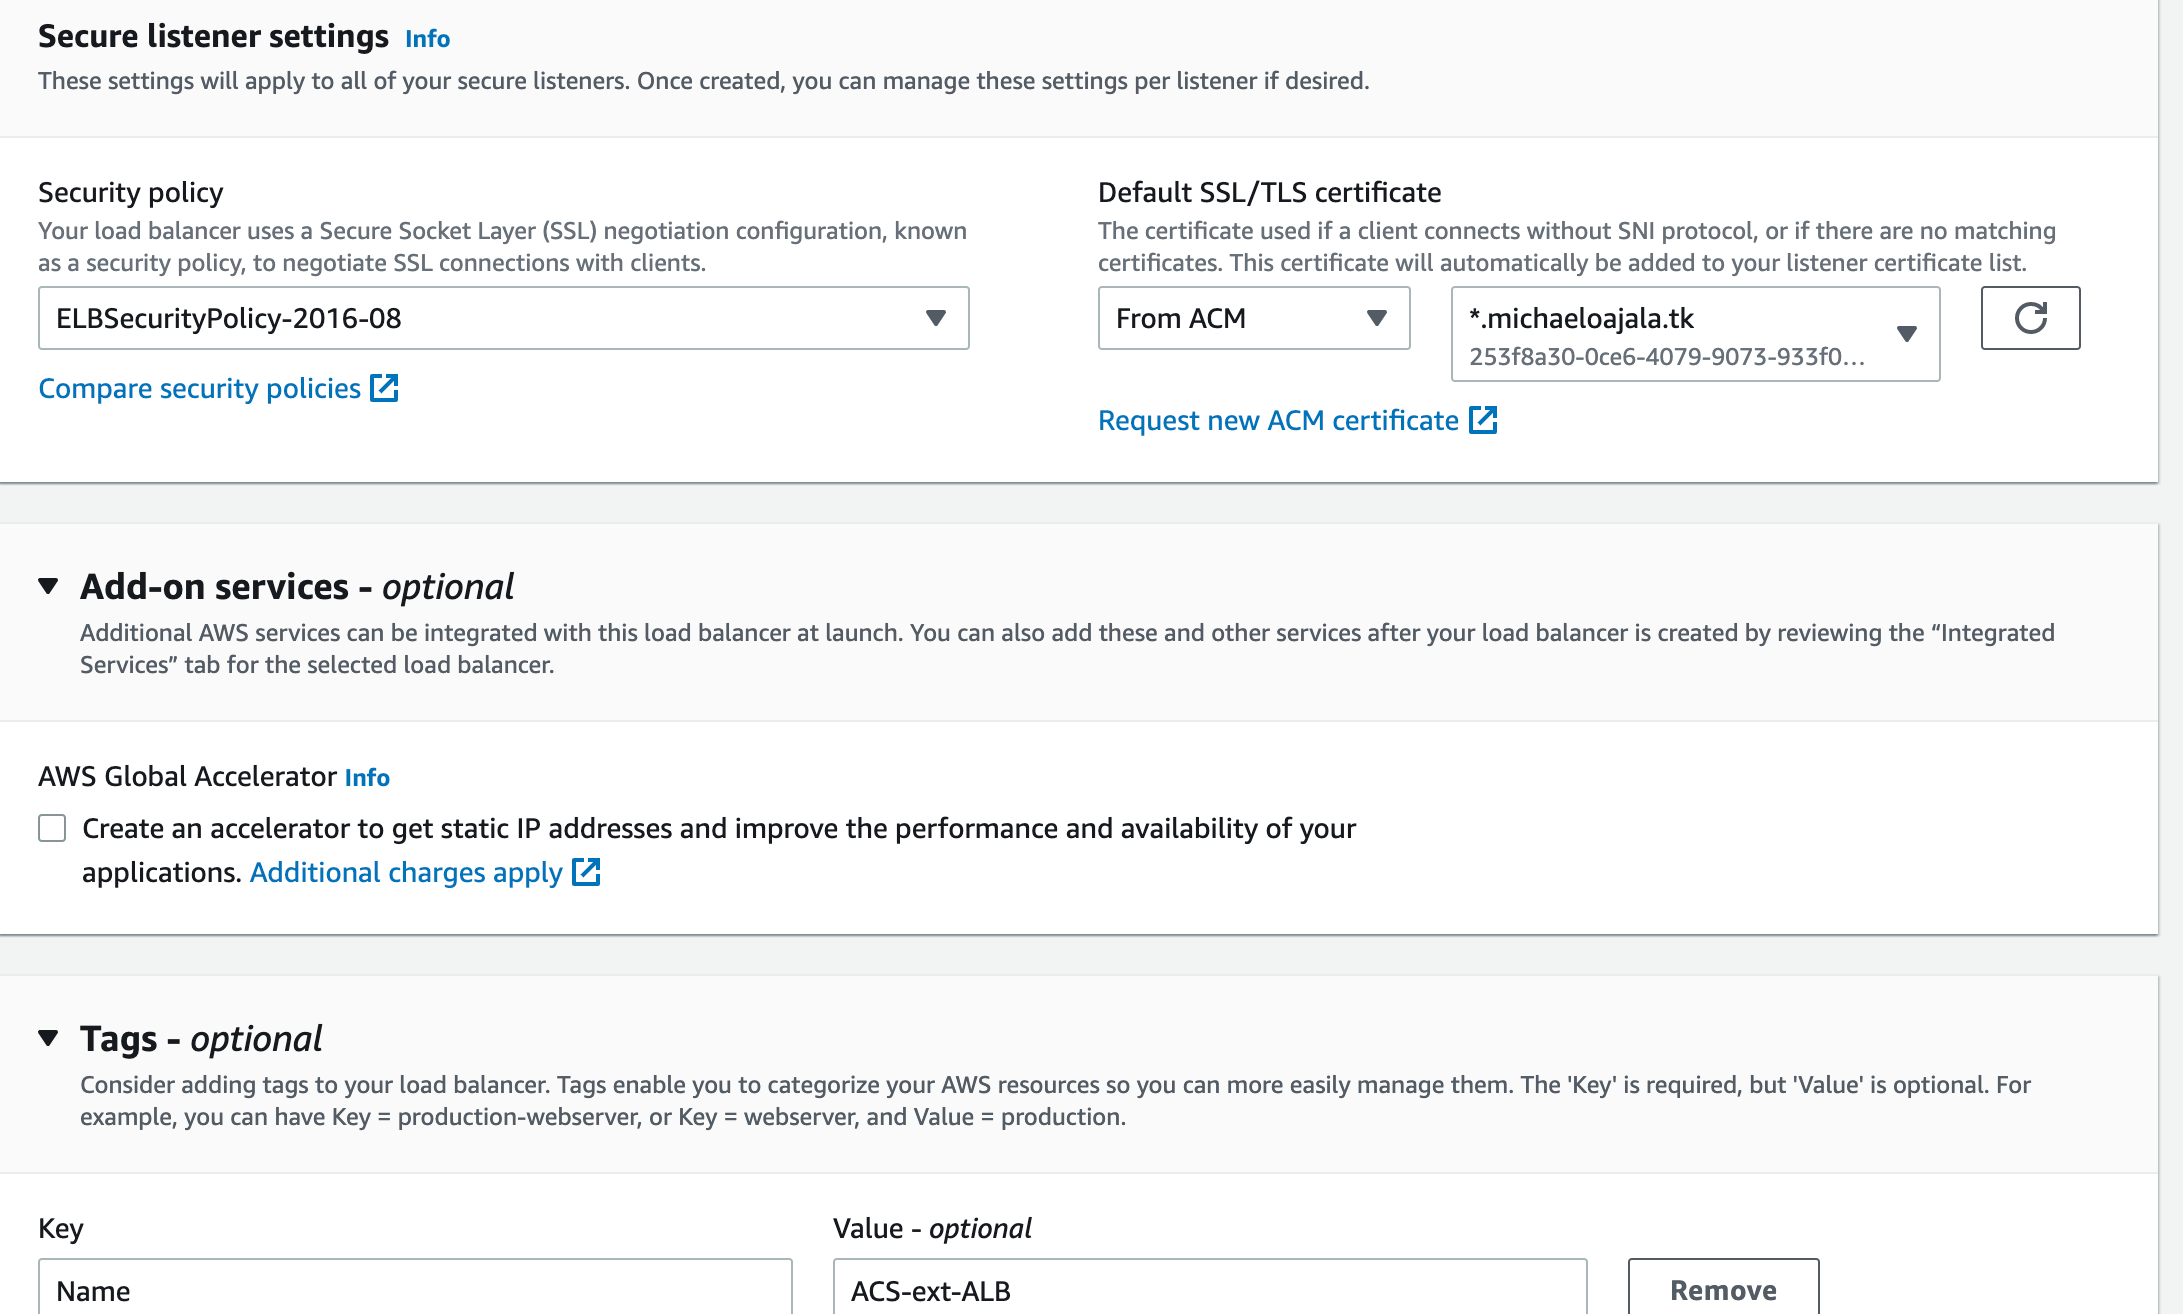 Secure listener settings Info
These settings will apply to all of your secure listeners. Once created, you can manage these settings per listener if desired.
Security policy
Your load balancer uses a Secure Socket Layer (SSL) negotiation configuration, known
as a security policy, to negotiate SSL connections with clients.
ELBSecurityPolicy-2016-08
Compare security policies
Default SSL/TLS certificate
The certificate used if a client connects without SNI protocol, or if there are no matching
certificates. This certificate will automatically be added to your listener certificate list.
From ACM
*.michaeloajala.tk
253f8a30-0ce6-4079-9073-933f0...
Request new ACM certificate
Add-on services - optional
Additional AWS services can be integrated with this load balancer at launch. You can also add these and other services after your load balancer is created by reviewing the “Integrated
Services” tab for the selected load balancer.
AWS Global Accelerator Info
Create an accelerator to get static IP addresses and improve the performance and availability of your
applications. Additional charges apply
Tags - optional
Consider adding tags to your load balancer. Tags enable you to categorize your AWS resources so you can more easily manage them. The 'Key' is required, but 'Value' is optional. For
example, you can have Key = production-webserver, or Key = webserver, and Value = production.
Key
Value - optional
Name
ACS-ext-ALB
Remove